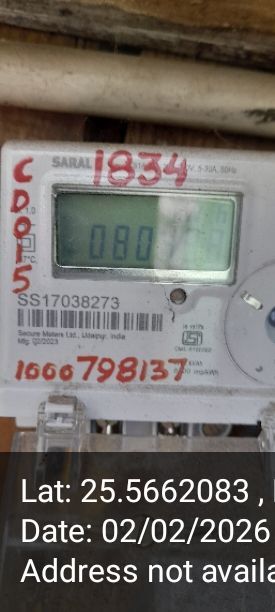 SARAL
1834
V, 5-30A, 50Hz
CD015
1.0
080
SS17038273
Secure Meters Ltd., Udaipur, India
Mfg. 02/2023
1000798137
Lat: 25.5662083 ,
Date: 02/02/2026
Address not availa